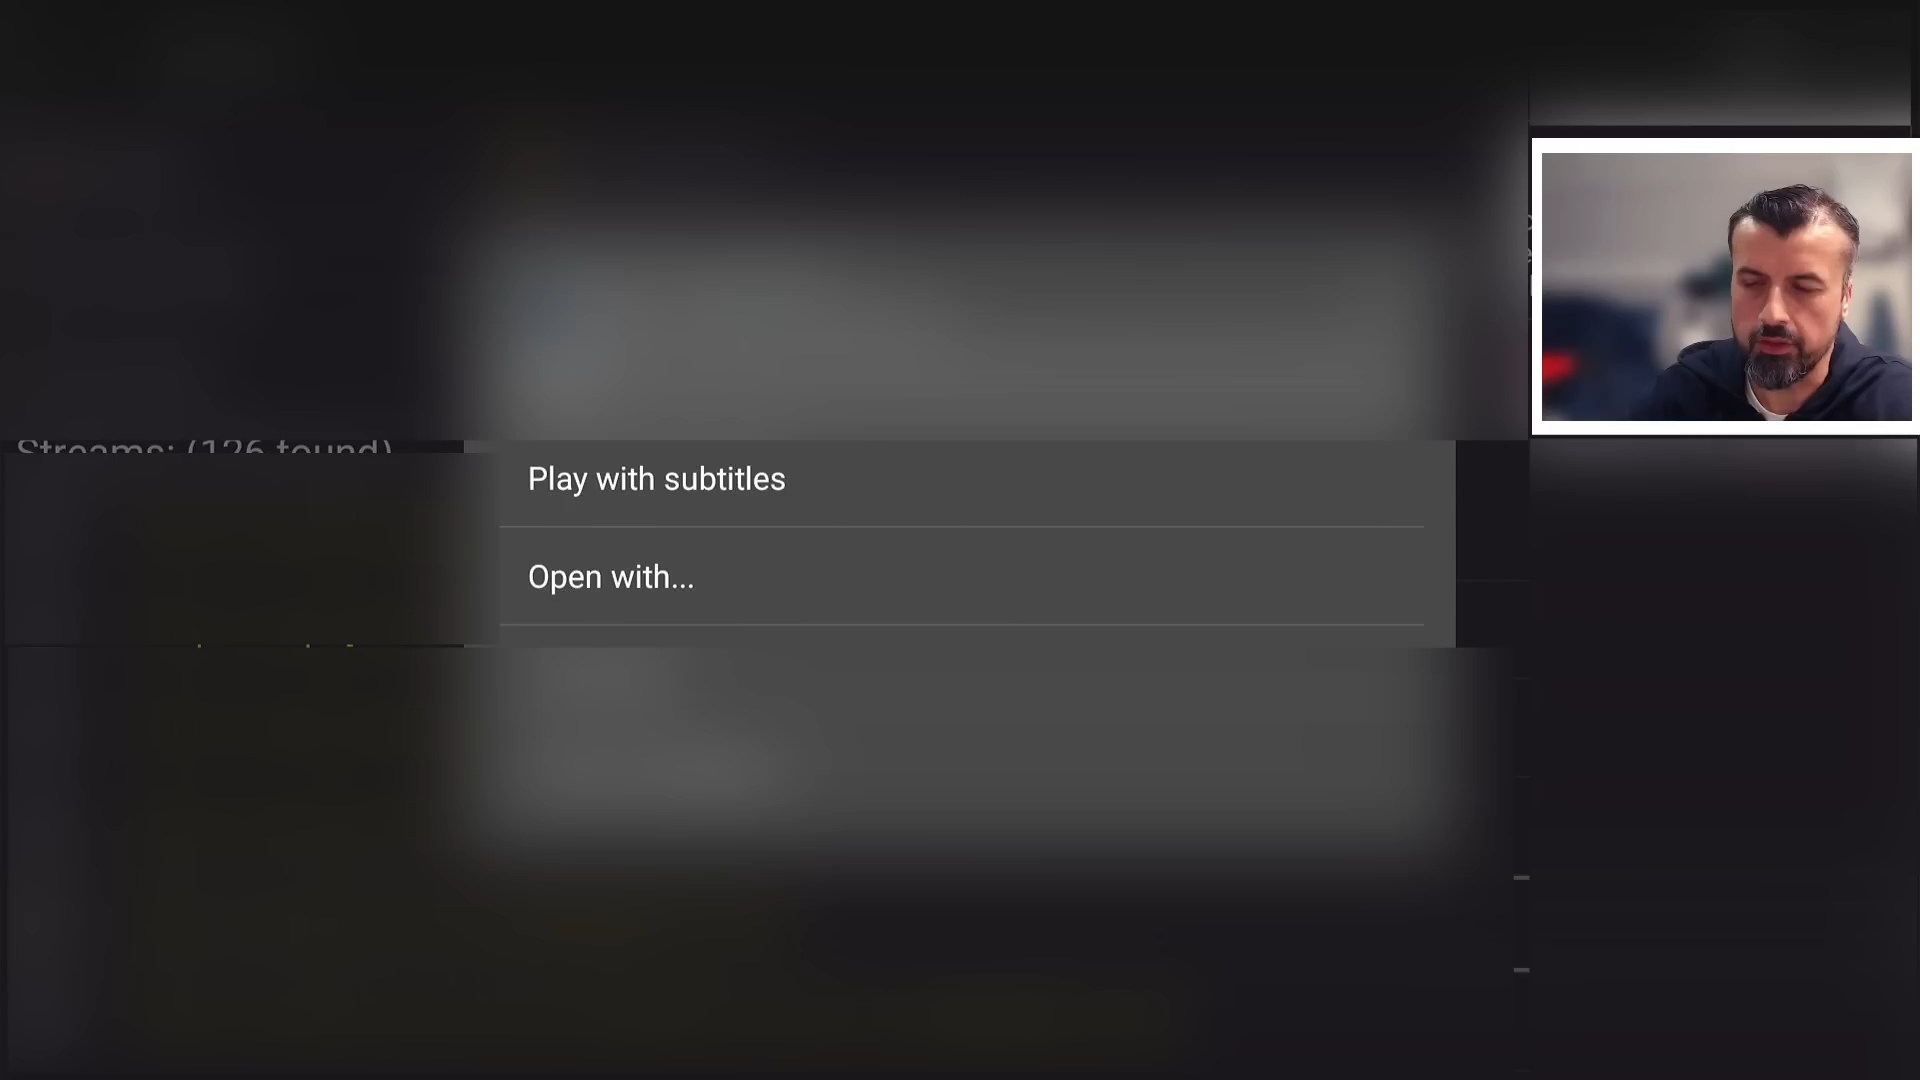 Streams: (126 found)
Play with subtitles
Open with...